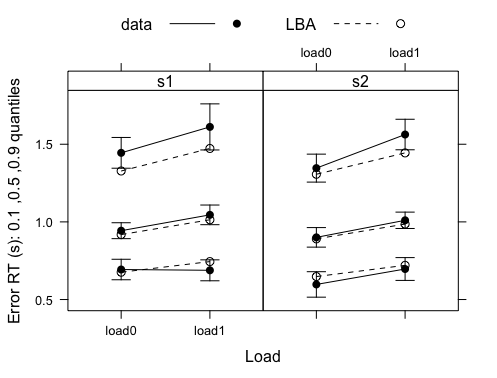 data LBA
load0 load1
s1 s2
Error RT (s): 0.1 ,0.5 ,0.9 quantiles
1.5
1.0
0.5
load0 load1
Load